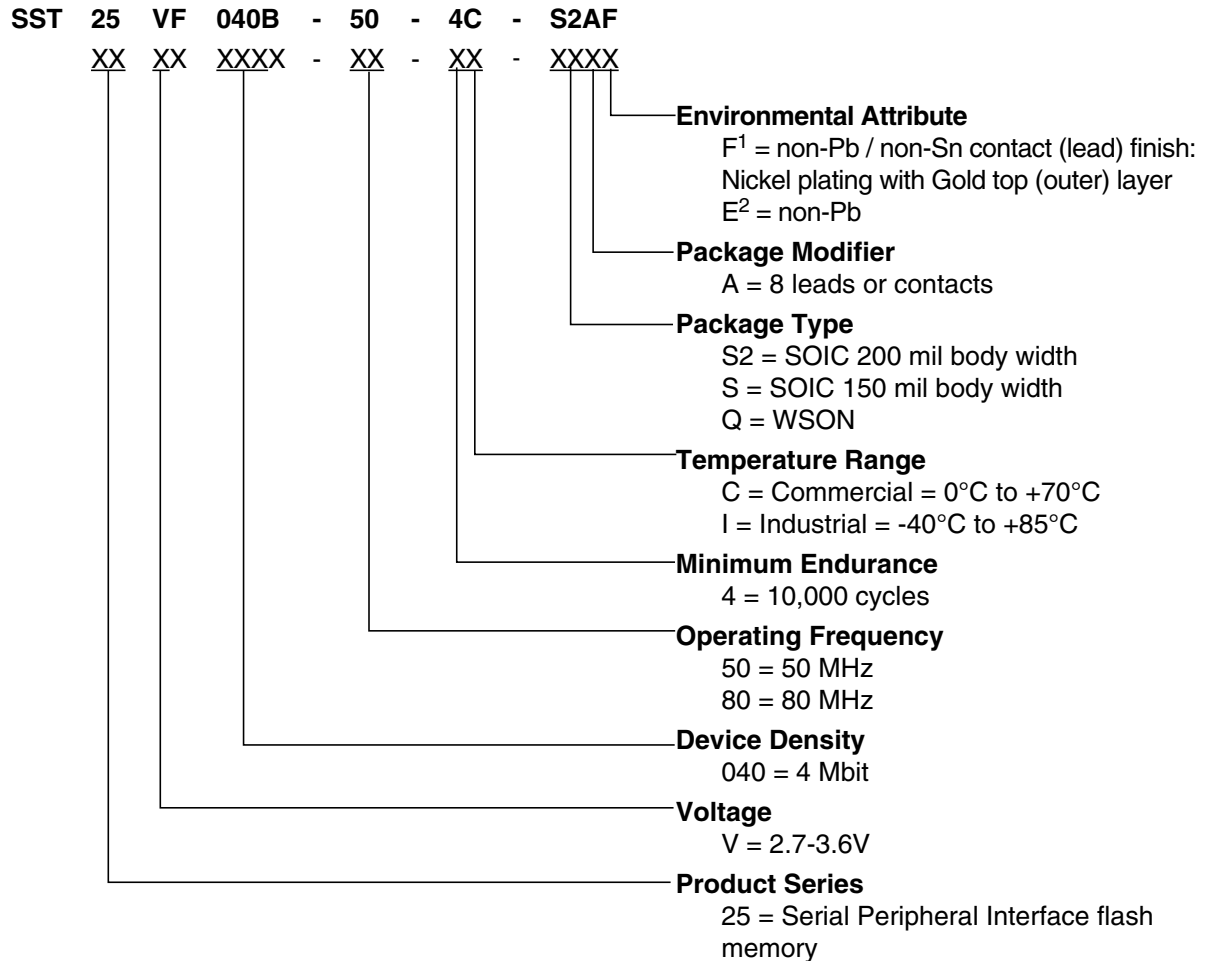 SST 25 VF 040B - 50 - 4C - S2AF
XX XX XXXX - XX - XX - XXXX
Environmental Attribute
F1 = non-Pb / non-Sn contact (lead) finish:
Nickel plating with Gold top (outer) layer
E2 = non-Pb
Package Modifier
A = 8 leads or contacts
Package Type
S2 = SOIC 200 mil body width
S = SOIC 150 mil body width
Q = WSON
Temperature Range
C = Commercial = 0°C to +70°C
I = Industrial = -40°C to +85°C
Minimum Endurance
4 = 10,000 cycles
Operating Frequency
50 = 50 MHz
80 = 80 MHz
Device Density
040 = 4 Mbit
Voltage
V = 2.7-3.6V
Product Series
25 = Serial Peripheral Interface flash
memory